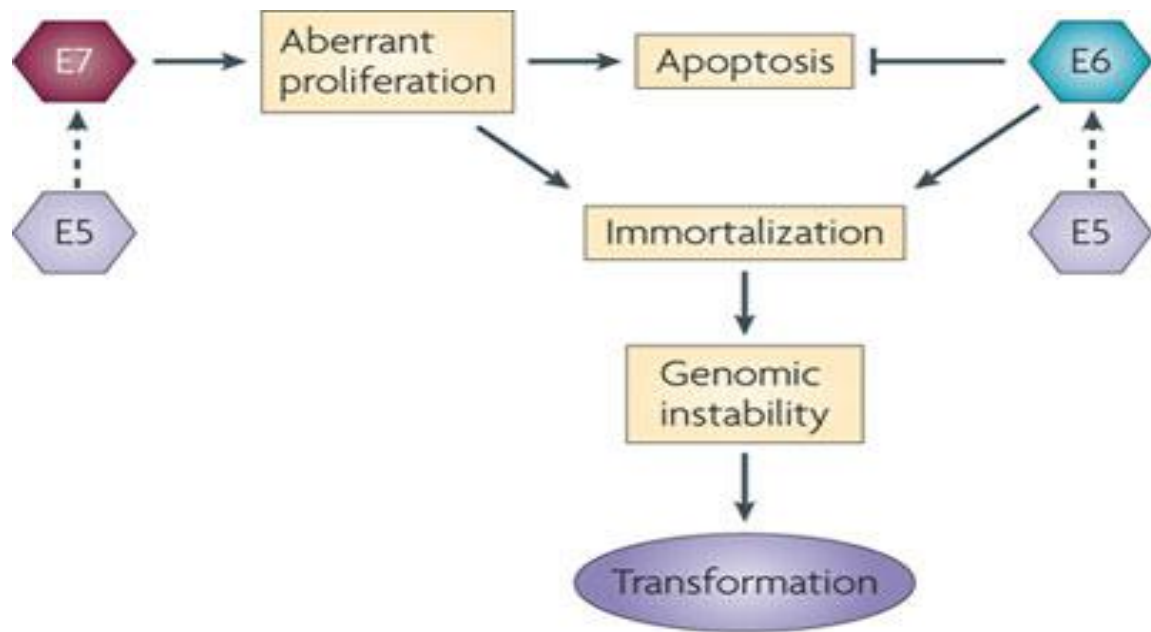 E7
Aberrant
proliferation
Apoptosis
E6
E5
Immortalization
E5
Genomic
instability
Transformation